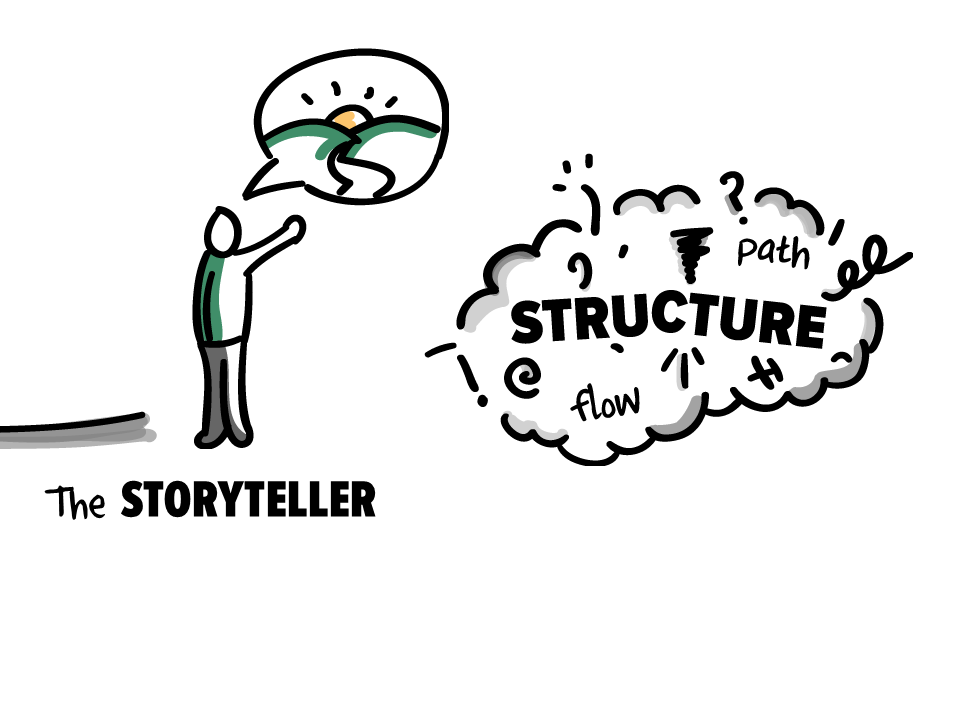 path
STRUCTURE
flow
The STORYTELLER